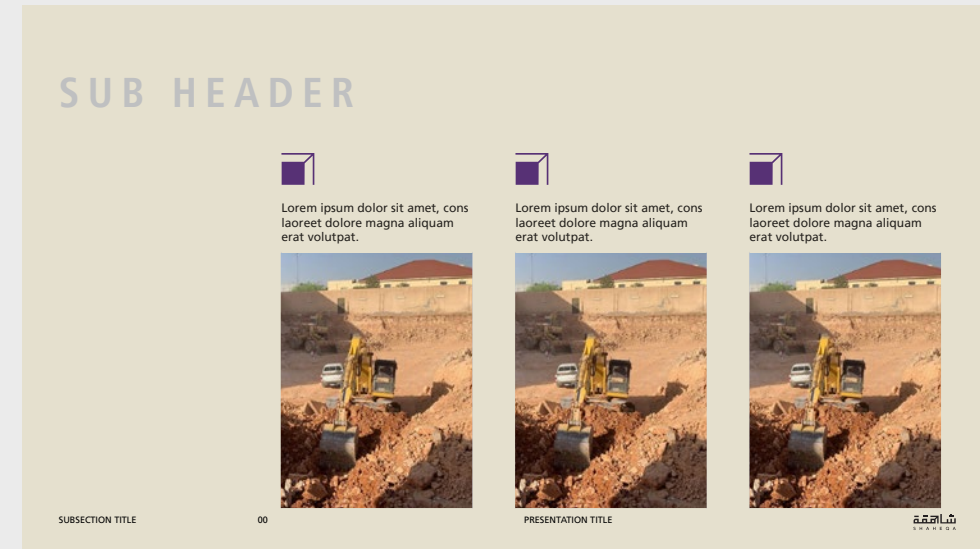 SUB HEADER
Lorem ipsum dolor sit amet, cons
laoreet dolore magna aliquam
erat volutpat.
Lorem ipsum dolor sit amet, cons
laoreet dolore magna aliquam
erat volutpat.
Lorem ipsum dolor sit amet, cons
laoreet dolore magna aliquam
erat volutpat.
SUBSECTION TITLE
00
PRESENTATION TITLE
شاهقة
SHAHEQA